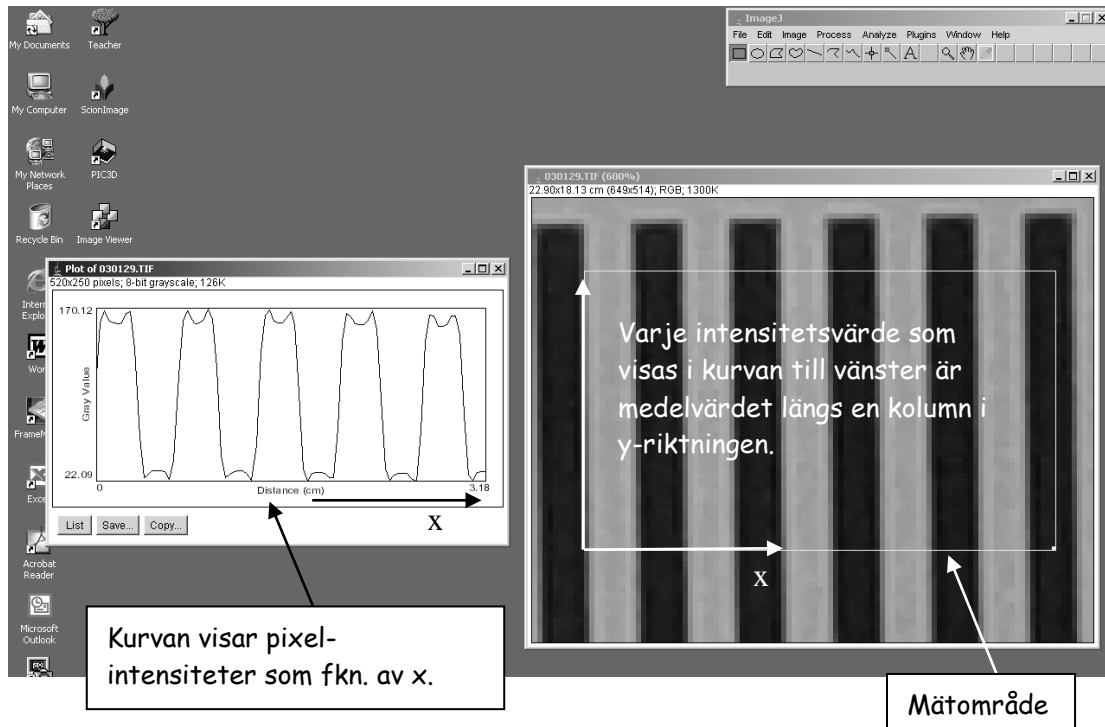 ImageJ
File Edit Image Process Analyze Plugins Window Help
My Documents
Teacher
My Computer
ScionImage
My Network Places
PIC3D
Recycle Bin
Image Viewer
Plot of 030129.TIF
520x250 pixels; 8-bit grayscale; 126K
170.12
Gray Value
22.09
0
Distance (cm)
3.18
x
List Save... Copy...
Acrobat
Reader
Microsoft
Outlook
030129.TIF (600%)
22.90x18.13 cm (649x514); RGB; 1300K
Varje intensitetsvärde som
visas i kurvan till vänster är
medelvärdet längs en kolumn i
y-riktningen.
x
Kurvan visar pixel-
intensiteter som fkn. av x.
Mätområde